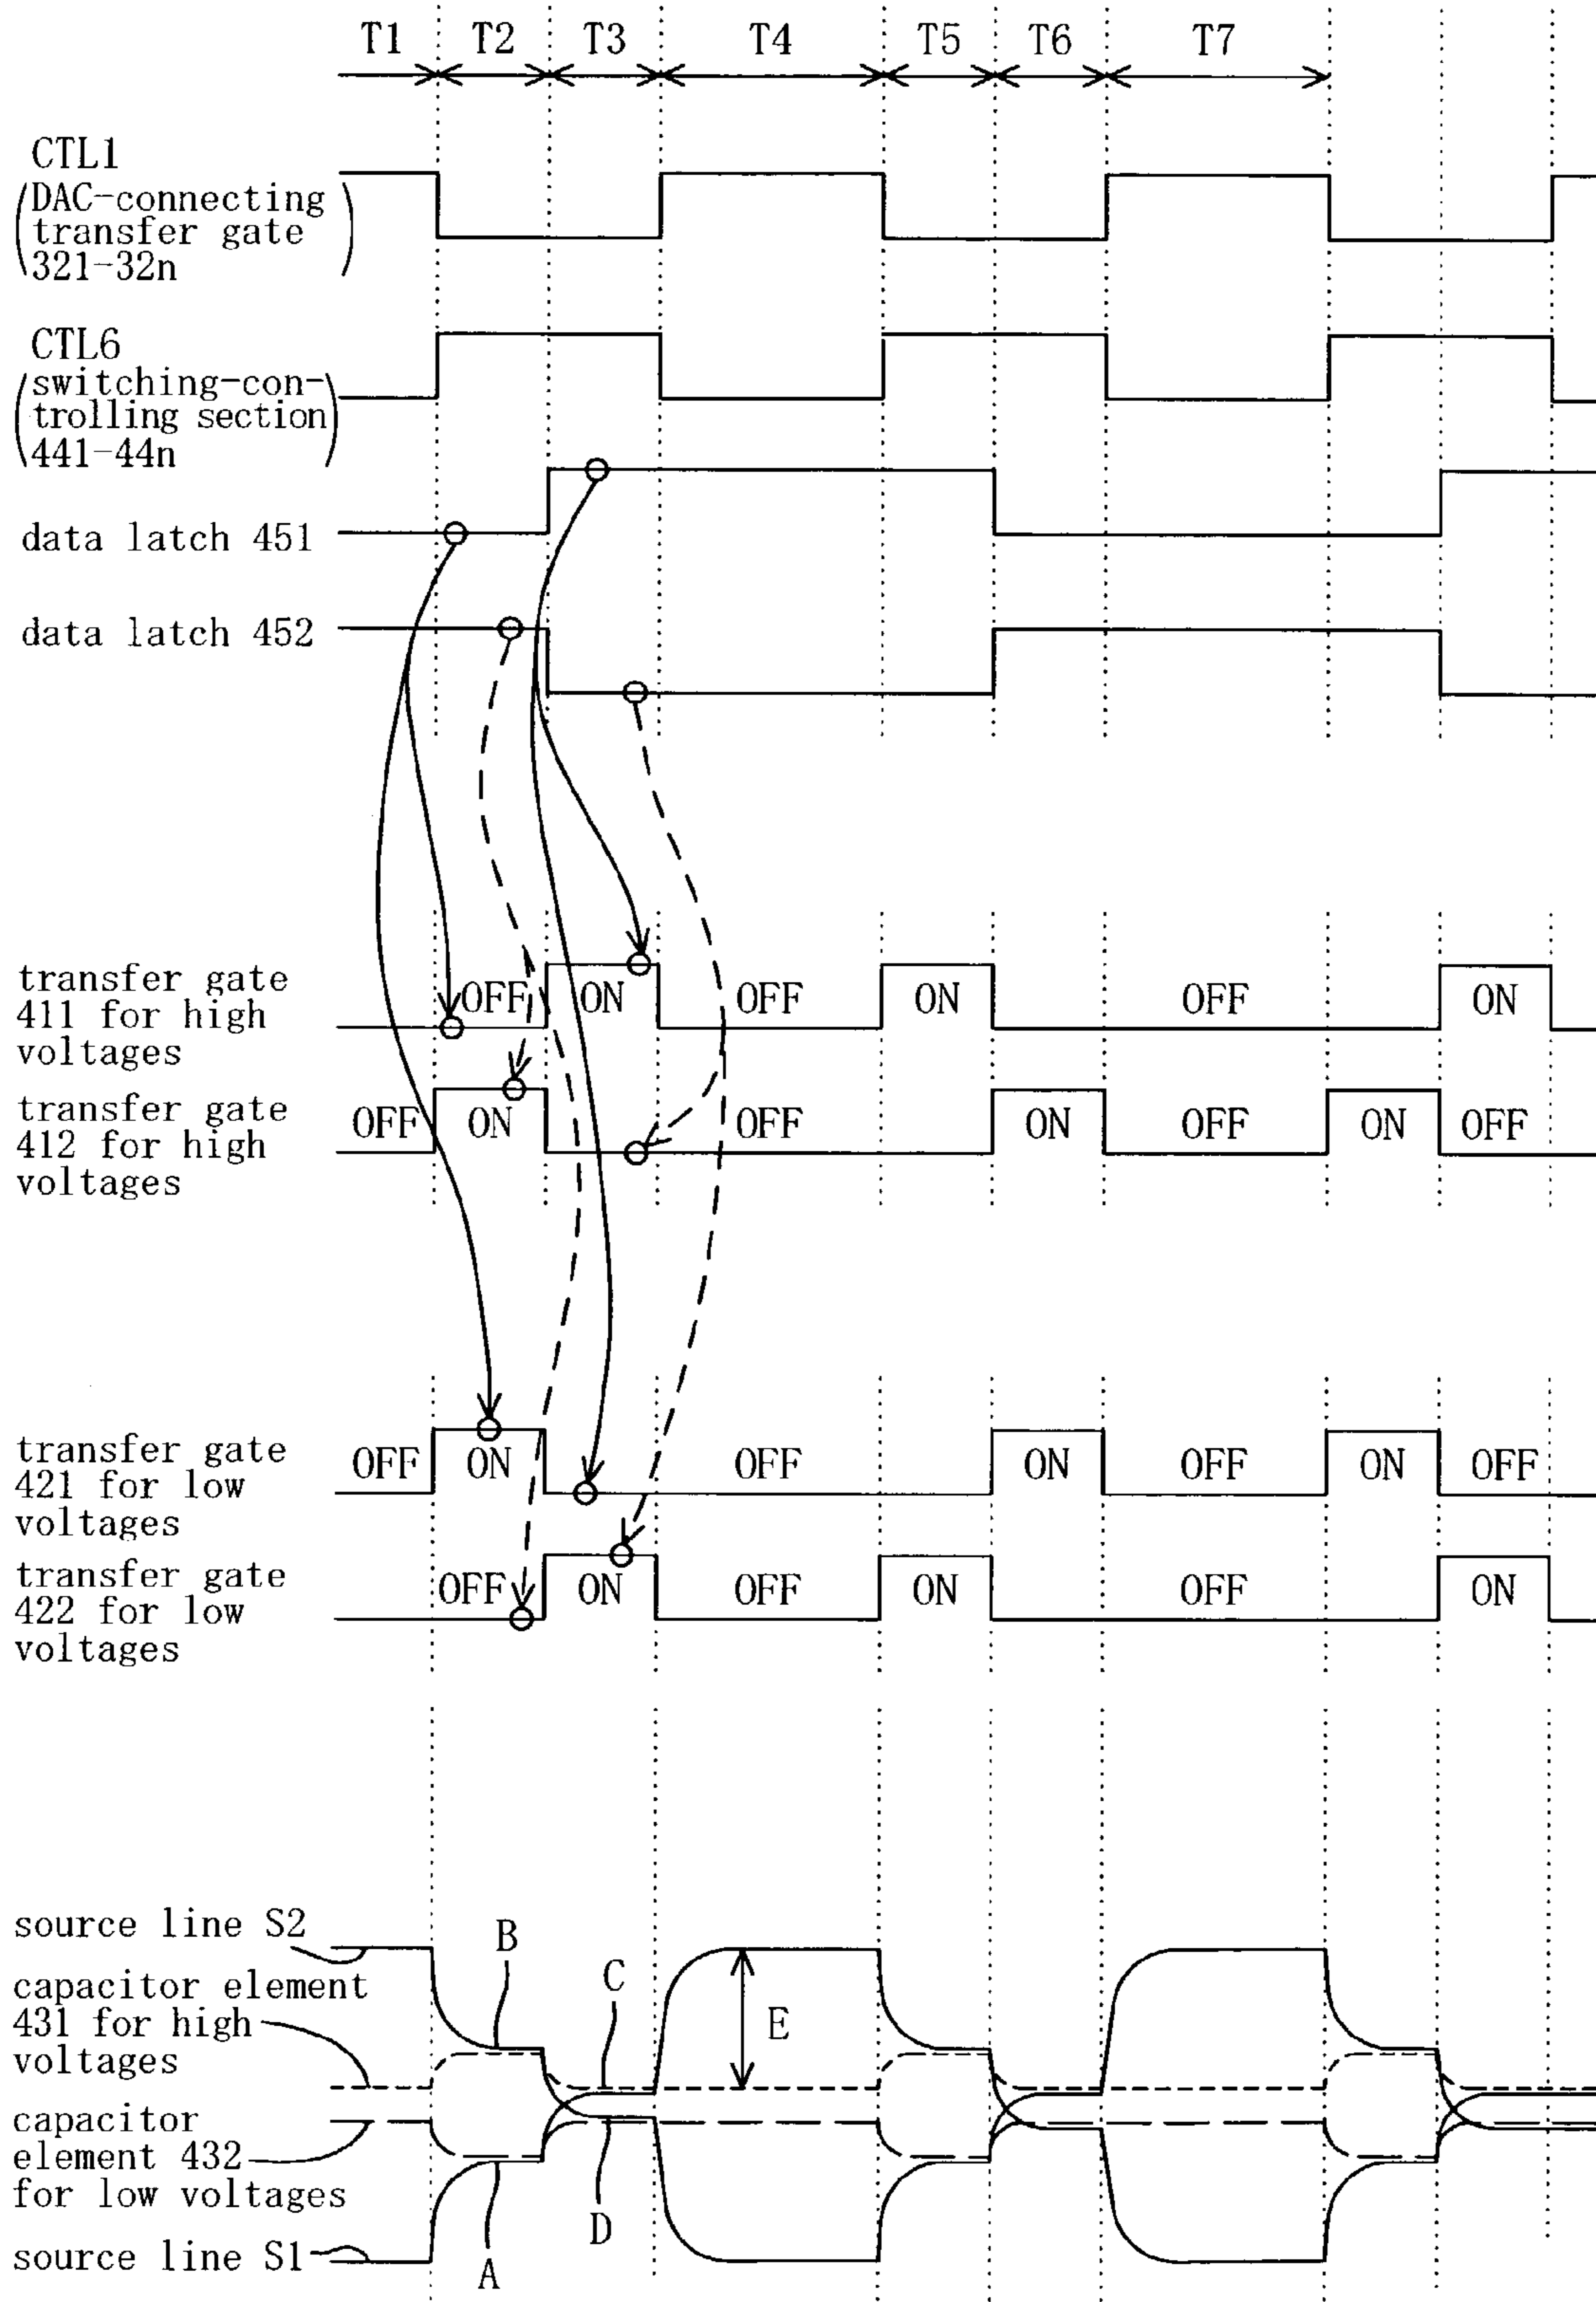 T1 T2 T3 T4 T5 T6 T7
CTL1
(DAC-connecting
transfer gate
321-32n)
CTL6
(switching-con-
trolling section
441-44n)
data latch 451
data latch 452
transfer gate
411 for high
voltages
OFF ON OFF ON OFF ON
transfer gate
412 for high
voltages
OFF ON OFF ON OFF ON OFF
transfer gate
421 for low
voltages
OFF ON OFF ON OFF ON OFF
transfer gate
422 for low
voltages
OFF ON OFF ON OFF ON
source line S2
B
capacitor element
431 for high
voltages
C
E
capacitor
element 432
for low voltages
D
source line S1
A